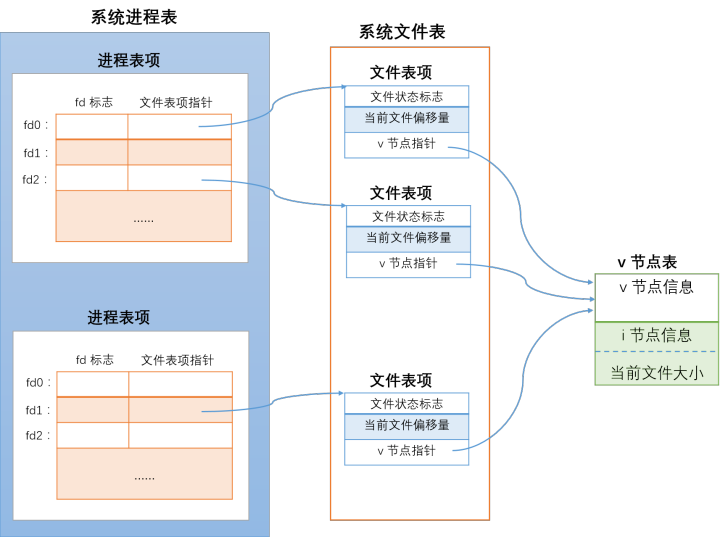 系统进程表
进程表项
fd 标志 文件表项指针
fd0：
fd1：
fd2：
......
进程表项
fd 标志 文件表项指针
fd0：
fd1：
fd2：
......
系统文件表
文件表项
文件状态标志
当前文件偏移量
v 节点指针
文件表项
文件状态标志
当前文件偏移量
v 节点指针
文件表项
文件状态标志
当前文件偏移量
v 节点指针
v 节点表
v 节点信息
i 节点信息
当前文件大小